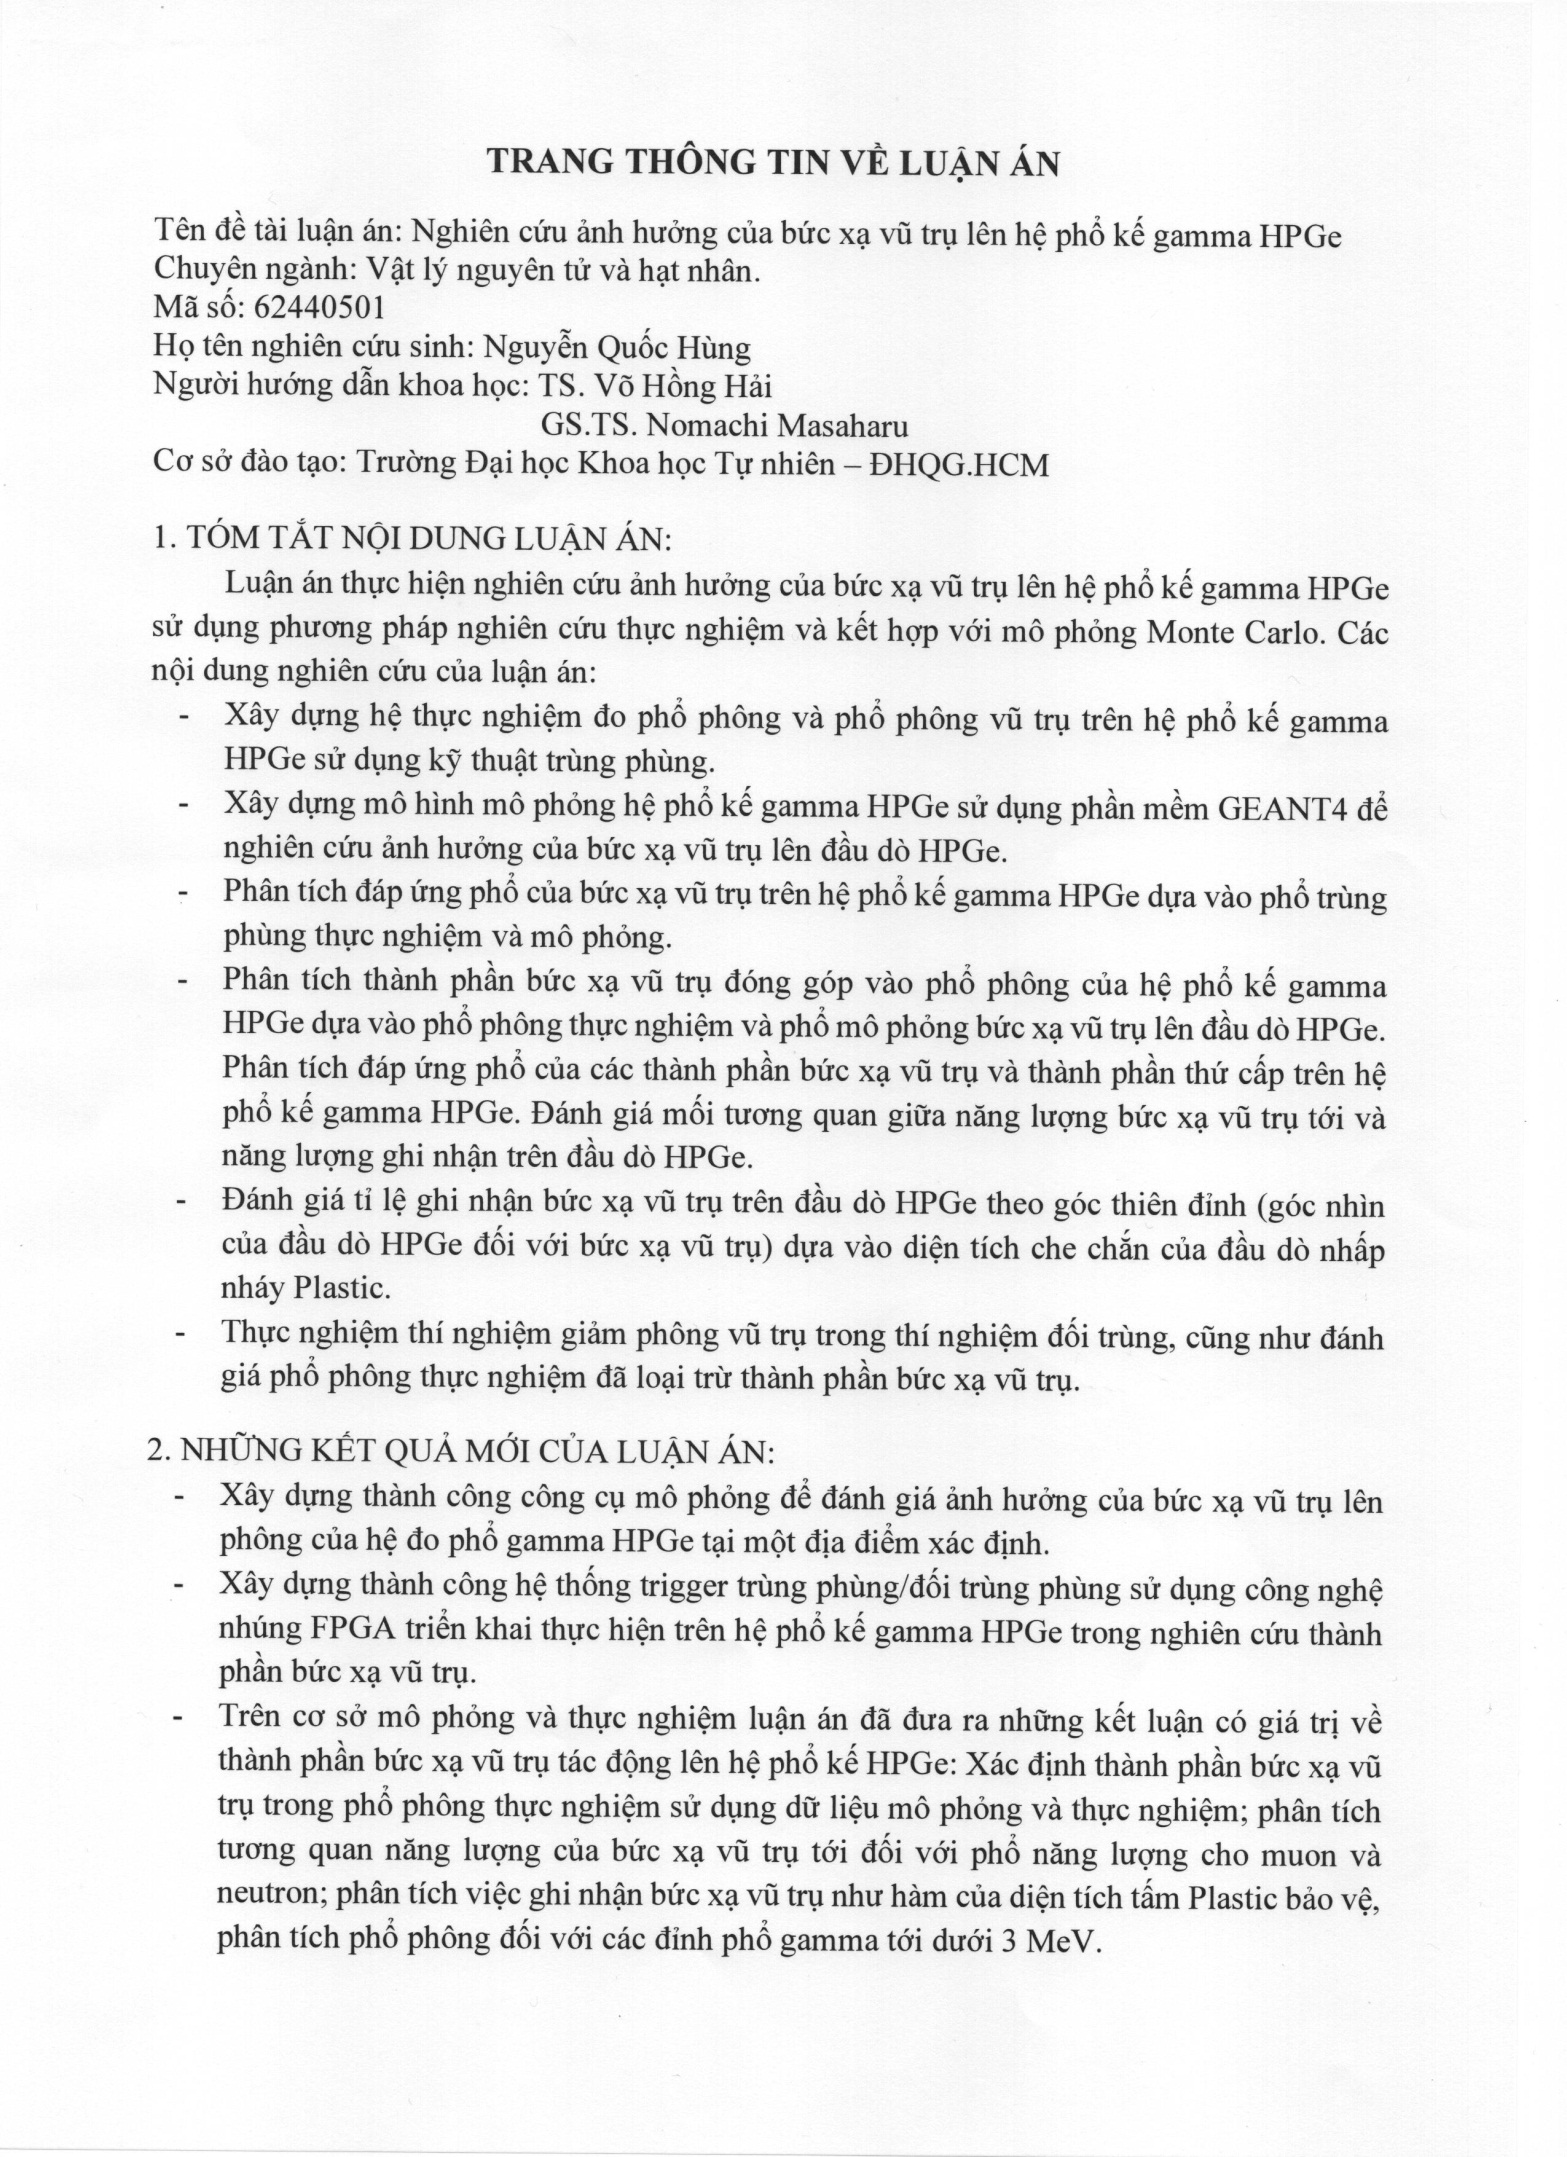 TRANG THÔNG TIN VỀ LUẬN ÁN
Tên đề tài luận án: Nghiên cứu ảnh hưởng của bức xạ vũ trụ lên hệ phổ kế gamma HPGe
Chuyên ngành: Vật lý nguyên tử và hạt nhân.
Mã số: 62440501
Họ tên nghiên cứu sinh: Nguyễn Quốc Hùng
Người hướng dẫn khoa học: TS. Võ Hồng Hải
GS.TS. Nomachi Masaharu
Cơ sở đào tạo: Trường Đại học Khoa học Tự nhiên – ĐHQG.HCM
1. TÓM TẮT NỘI DUNG LUẬN ÁN:
Luận án thực hiện nghiên cứu ảnh hưởng của bức xạ vũ trụ lên hệ phổ kế gamma HPGe
sử dụng phương pháp nghiên cứu thực nghiệm và kết hợp với mô phỏng Monte Carlo. Các
nội dung nghiên cứu của luận án:
- Xây dựng hệ thực nghiệm đo phổ phông và phổ phông vũ trụ trên hệ phổ kế gamma
HPGe sử dụng kỹ thuật trùng phùng.
- Xây dựng mô hình mô phỏng hệ phổ kế gamma HPGe sử dụng phần mềm GEANT4 để
nghiên cứu ảnh hưởng của bức xạ vũ trụ lên đầu dò HPGe.
- Phân tích đáp ứng phổ của bức xạ vũ trụ trên hệ phổ kế gamma HPGe dựa vào phổ trùng
phùng thực nghiệm và mô phỏng.
- Phân tích thành phần bức xạ vũ trụ đóng góp vào phổ phông của hệ phổ kế gamma
HPGe dựa vào phổ phông thực nghiệm và phổ mô phỏng bức xạ vũ trụ lên đầu dò HPGe.
Phân tích đáp ứng phổ của các thành phần bức xạ vũ trụ và thành phần thứ cấp trên hệ
phổ kế gamma HPGe. Đánh giá mối tương quan giữa năng lượng bức xạ vũ trụ tới và
năng lượng ghi nhận trên đầu dò HPGe.
- Đánh giá tỉ lệ ghi nhận bức xạ vũ trụ trên đầu dò HPGe theo góc thiên đỉnh (góc nhìn
của đầu dò HPGe đối với bức xạ vũ trụ) dựa vào diện tích che chắn của đầu dò nhấp
nháy Plastic.
- Thực nghiệm thí nghiệm giảm phông vũ trụ trong thí nghiệm đối trùng, cũng như đánh
giá phổ phông thực nghiệm đã loại trừ thành phần bức xạ vũ trụ.
2. NHỮNG KẾT QUẢ MỚI CỦA LUẬN ÁN:
- Xây dựng thành công công cụ mô phỏng để đánh giá ảnh hưởng của bức xạ vũ trụ lên
phông của hệ đo phổ gamma HPGe tại một địa điểm xác định.
- Xây dựng thành công hệ thống trigger trùng phùng/đối trùng phùng sử dụng công nghệ
nhúng FPGA triển khai thực hiện trên hệ phổ kế gamma HPGe trong nghiên cứu thành
phần bức xạ vũ trụ.
- Trên cơ sở mô phỏng và thực nghiệm luận án đã đưa ra những kết luận có giá trị về
thành phần bức xạ vũ trụ tác động lên hệ phổ kế HPGe: Xác định thành phần bức xạ vũ
trụ trong phổ phông thực nghiệm sử dụng dữ liệu mô phỏng và thực nghiệm; phân tích
tương quan năng lượng của bức xạ vũ trụ tới đối với phổ năng lượng cho muon và
neutron; phân tích việc ghi nhận bức xạ vũ trụ như hàm của diện tích tấm Plastic bảo vệ,
phân tích phổ phông đối với các đỉnh phổ gamma tới dưới 3 MeV.